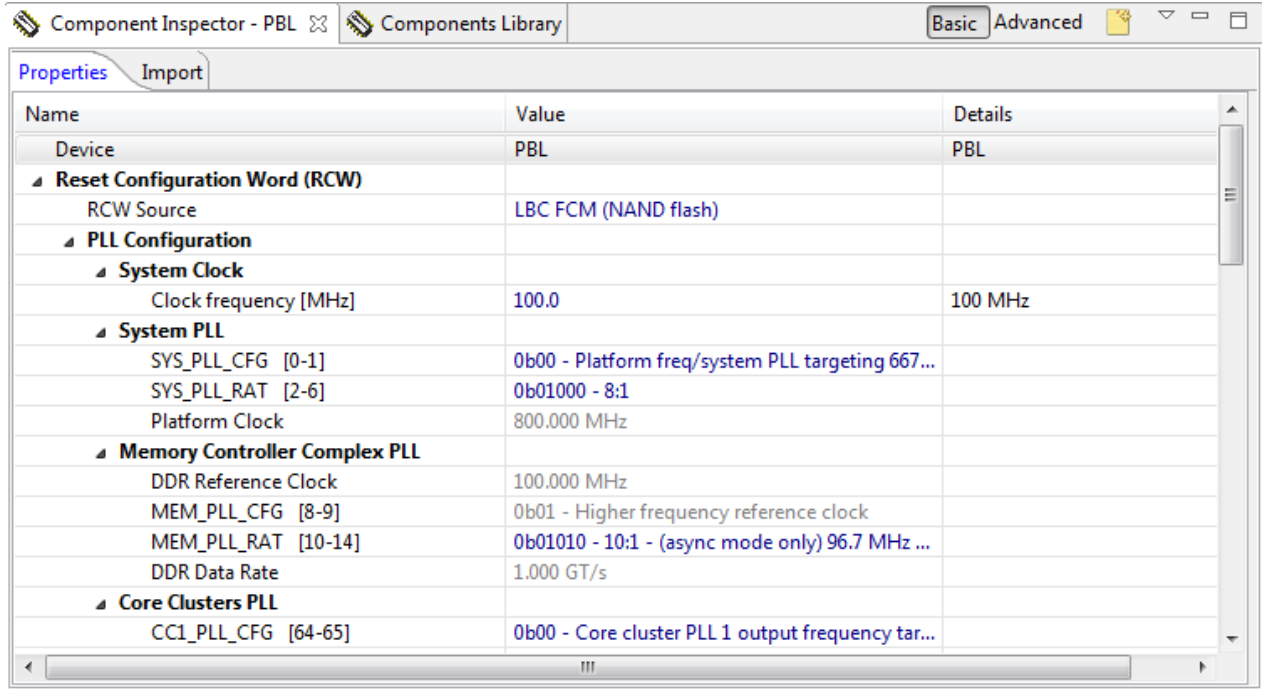 Component Inspector - PBL Components Library Basic Advanced
Properties Import
Name Value Details
Device PBL PBL
Reset Configuration Word (RCW)
RCW Source LBC FCM (NAND flash)
PLL Configuration
System Clock
Clock frequency [MHz] 100.0 100 MHz
System PLL
SYS_PLL_CFG [0-1] 0b00 - Platform freq/system PLL targeting 667...
SYS_PLL_RAT [2-6] 0b01000 - 8:1
Platform Clock 800.000 MHz
Memory Controller Complex PLL
DDR Reference Clock 100.000 MHz
MEM_PLL_CFG [8-9] 0b01 - Higher frequency reference clock
MEM_PLL_RAT [10-14] 0b01010 - 10:1 - (async mode only) 96.7 MHz ...
DDR Data Rate 1.000 GT/s
Core Clusters PLL
CC1_PLL_CFG [64-65] 0b00 - Core cluster PLL 1 output frequency tar...